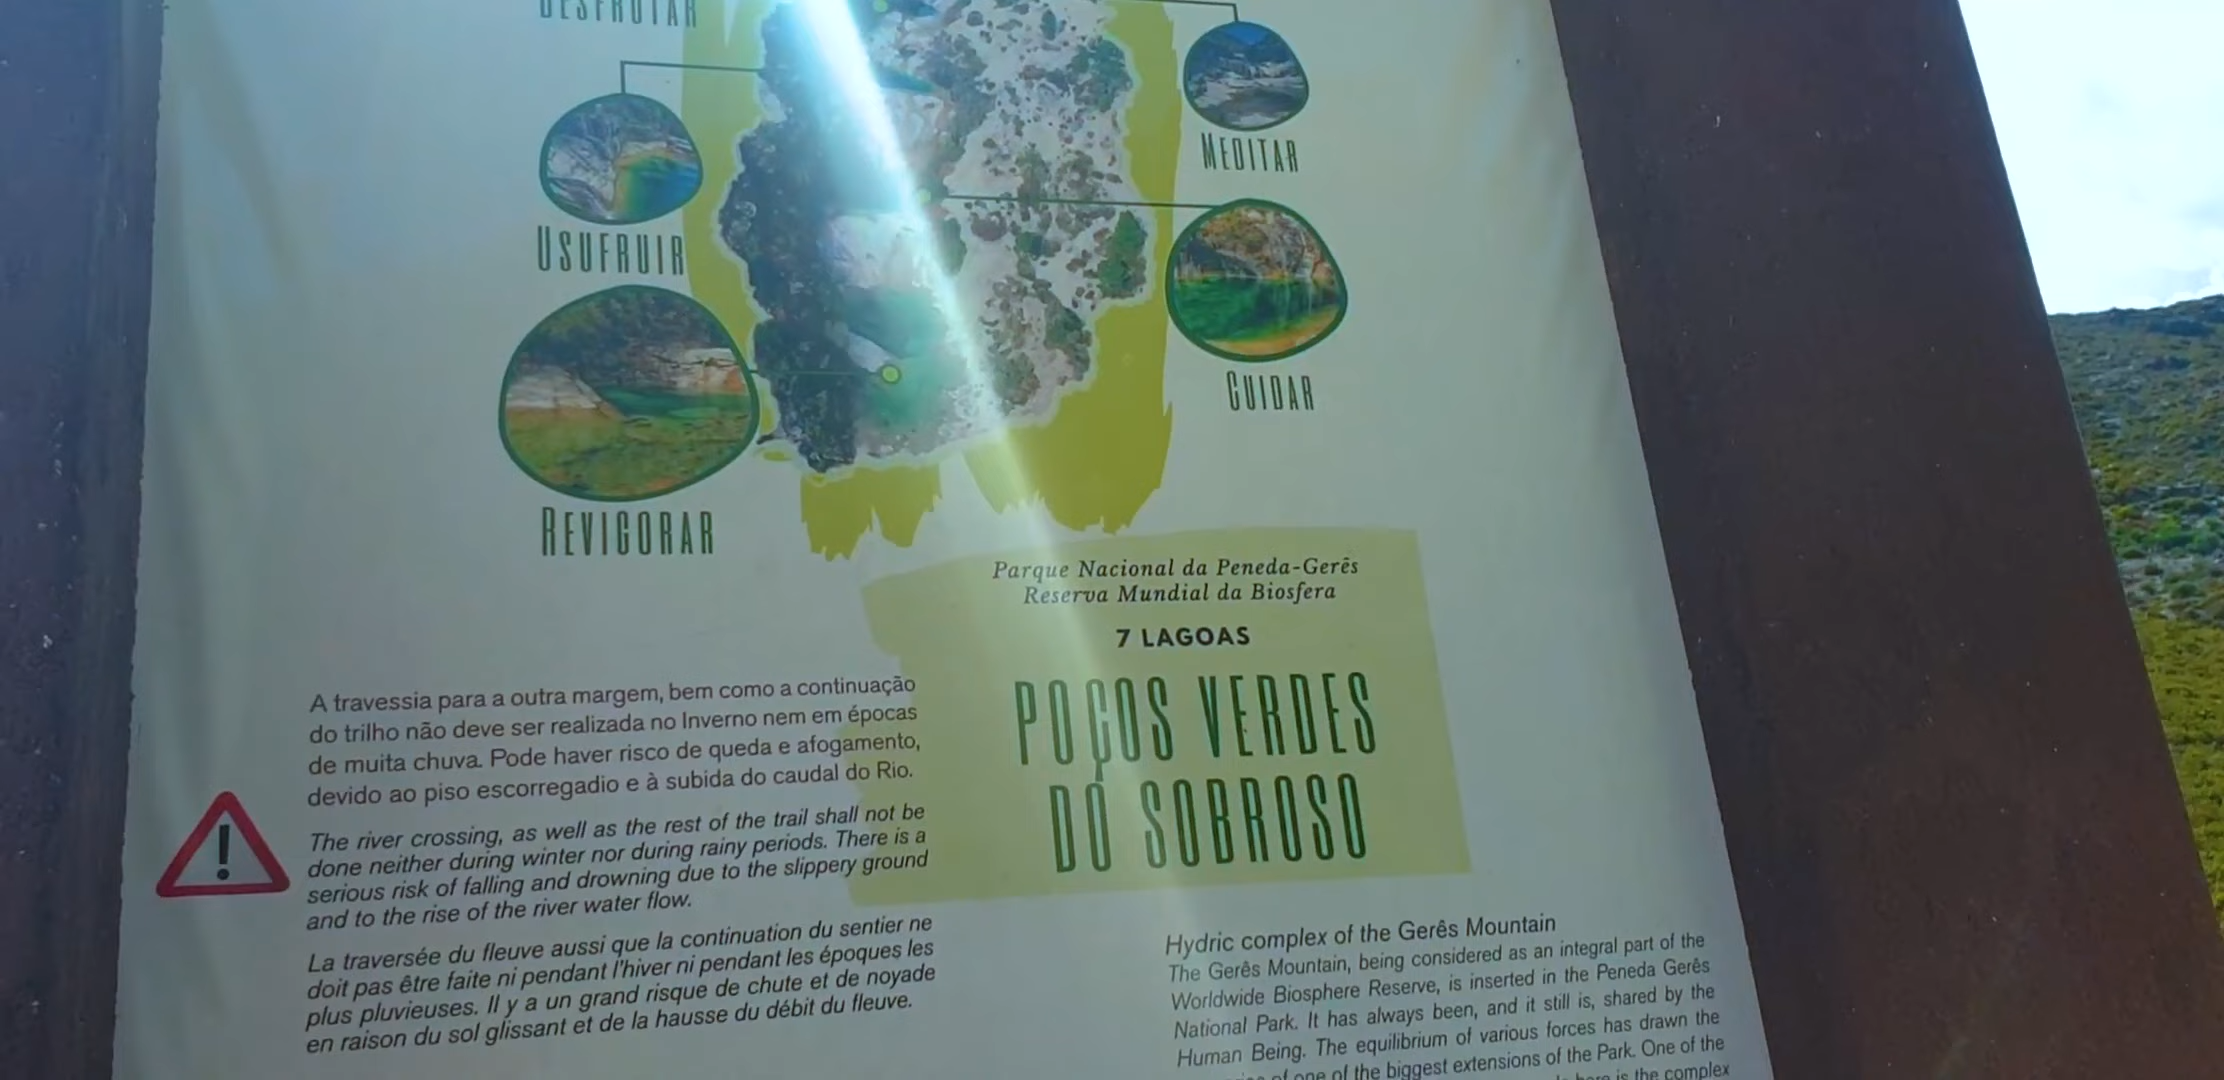 DESFRUTAR
MEDITAR
USUFRUIR
CUIDAR
REVIGORAR
Parque Nacional da Peneda-Gerês
Reserva Mundial da Biosfera
7 LAGOAS
POÇOS VERDES
DO SOBROSO
A travessia para a outra margem, bem como a continuação
do trilho não deve ser realizada no Inverno nem em épocas
de muita chuva. Pode haver risco de queda e afogamento,
devido ao piso escorregadio e à subida do caudal do Rio.
!
The river crossing, as well as the rest of the trail shall not be
done neither during winter nor during rainy periods. There is a
serious risk of falling and drowning due to the slippery ground
and to the rise of the river water flow.
La traversée du fleuve aussi que la continuation du sentier ne
doit pas être faite ni pendant l'hiver ni pendant les époques les
plus pluvieuses. Il y a un grand risque de chute et de noyade
en raison du sol glissant et de la hausse du débit du fleuve.
Hydric complex of the Gerês Mountain
The Gerês Mountain, being considered as an integral part of the
Worldwide Biosphere Reserve, is inserted in the Peneda Gerês
National Park. It has always been, and it still is, shared by the
Human Being. The equilibrium of various forces has drawn the
of one of the biggest extensions of the Park. One of the
here is the complex